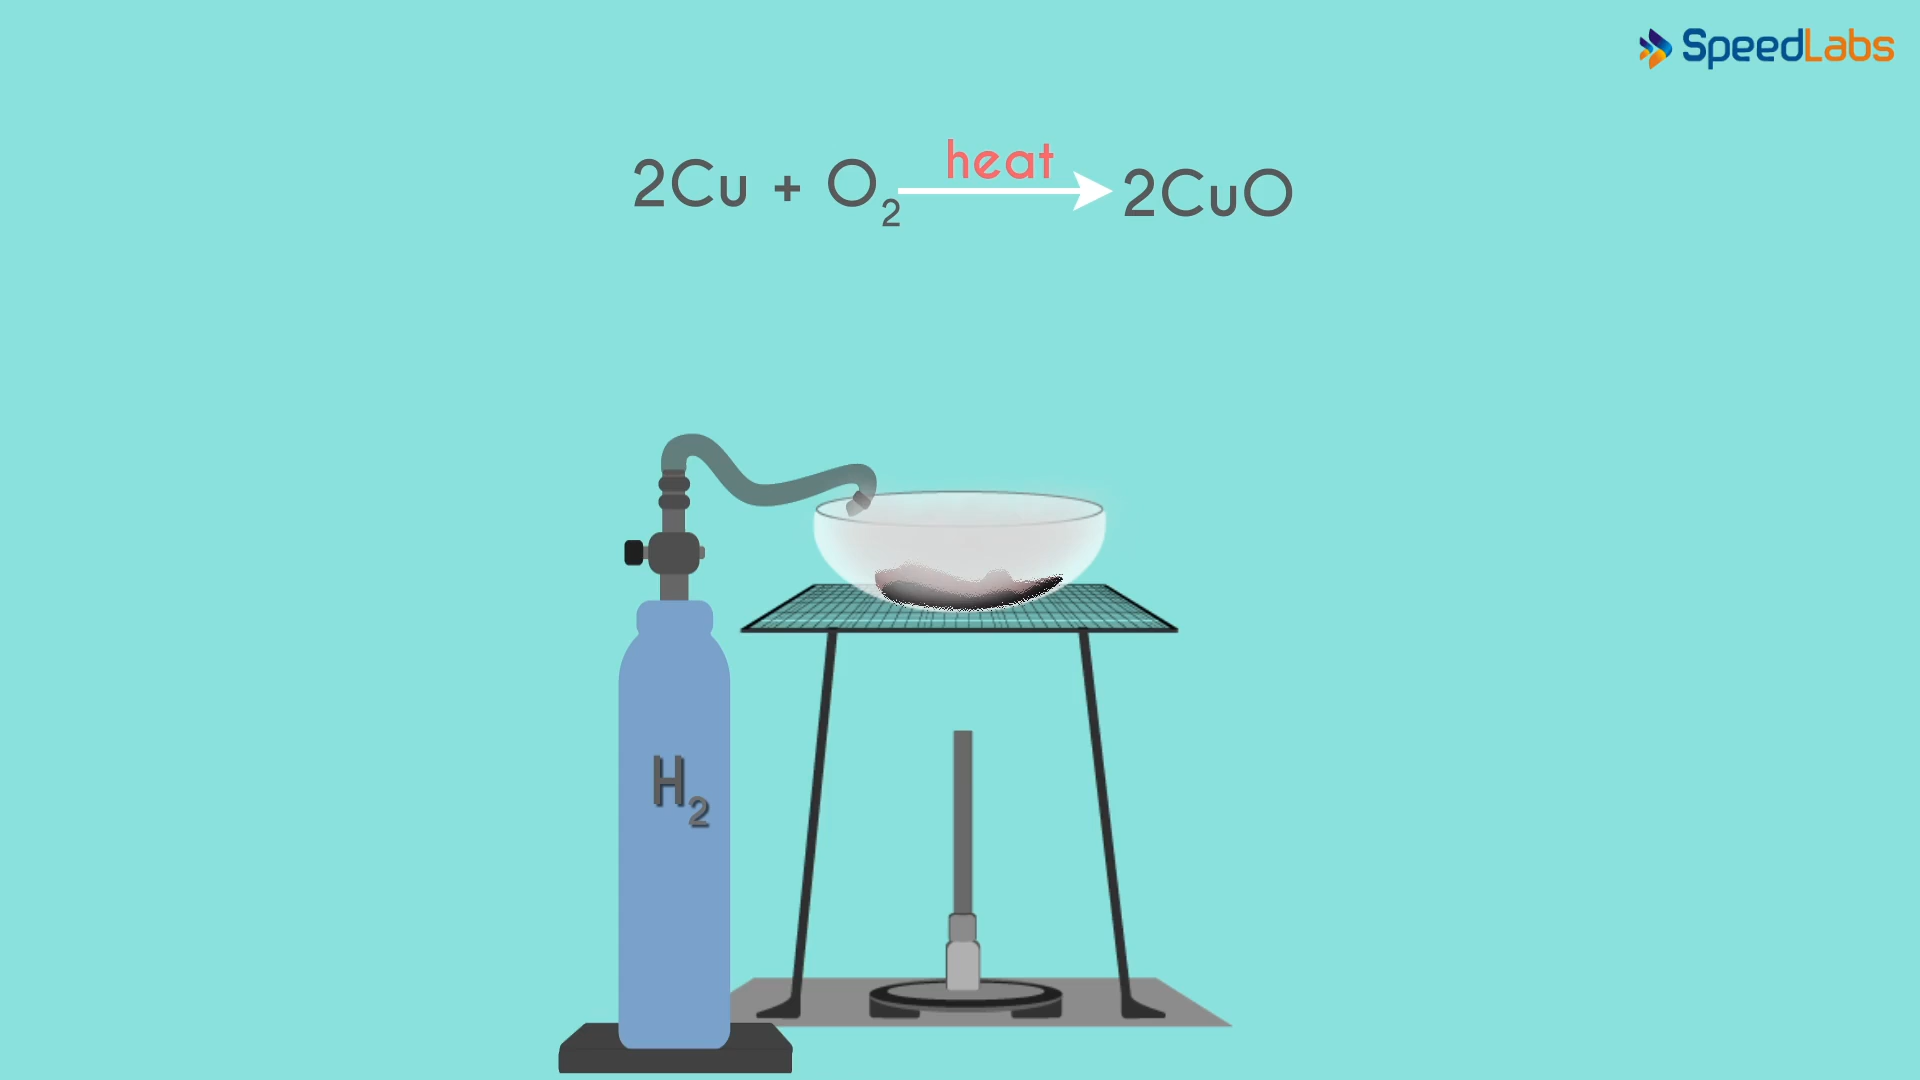 SpeedLabs
2Cu + O₂ heat 2CuO
H₂